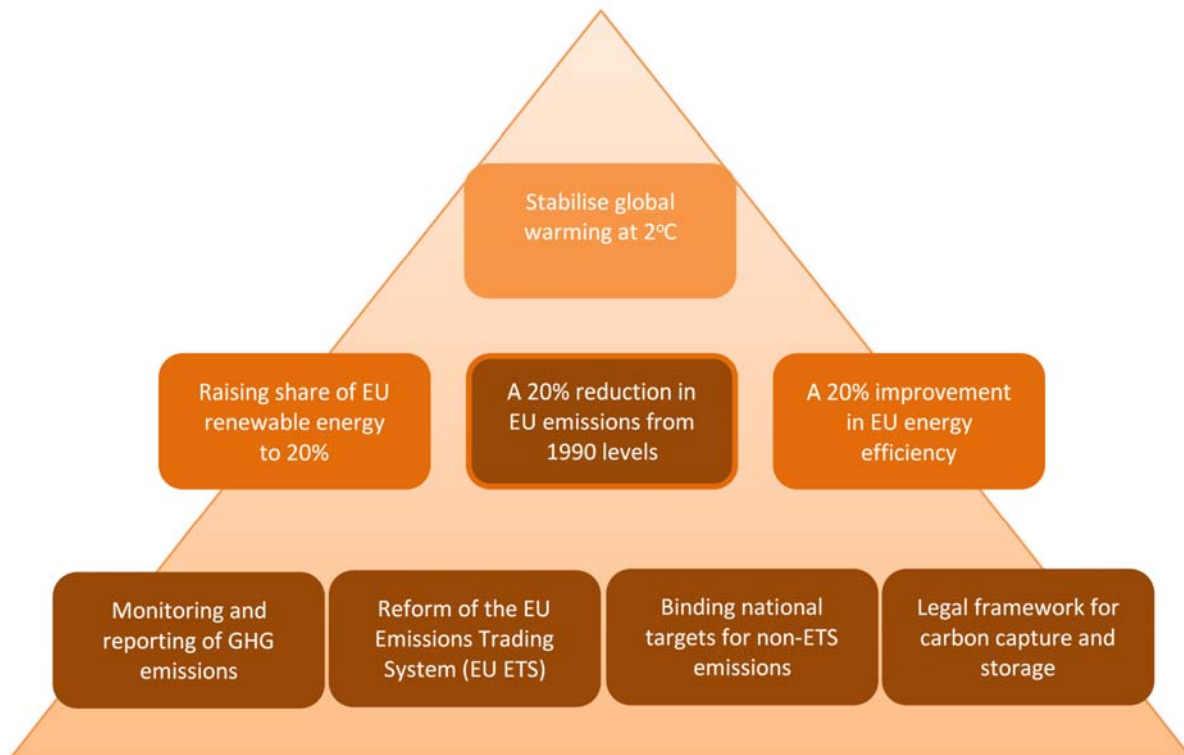 Stabilise global
warming at 2°C
Raising share of EU
renewable energy
to 20%
A 20% reduction in
EU emissions from
1990 levels
A 20% improvement
in EU energy
efficiency
Monitoring and
reporting of GHG
emissions
Reform of the EU
Emissions Trading
System (EU ETS)
Binding national
targets for non-ETS
emissions
Legal framework for
carbon capture and
storage